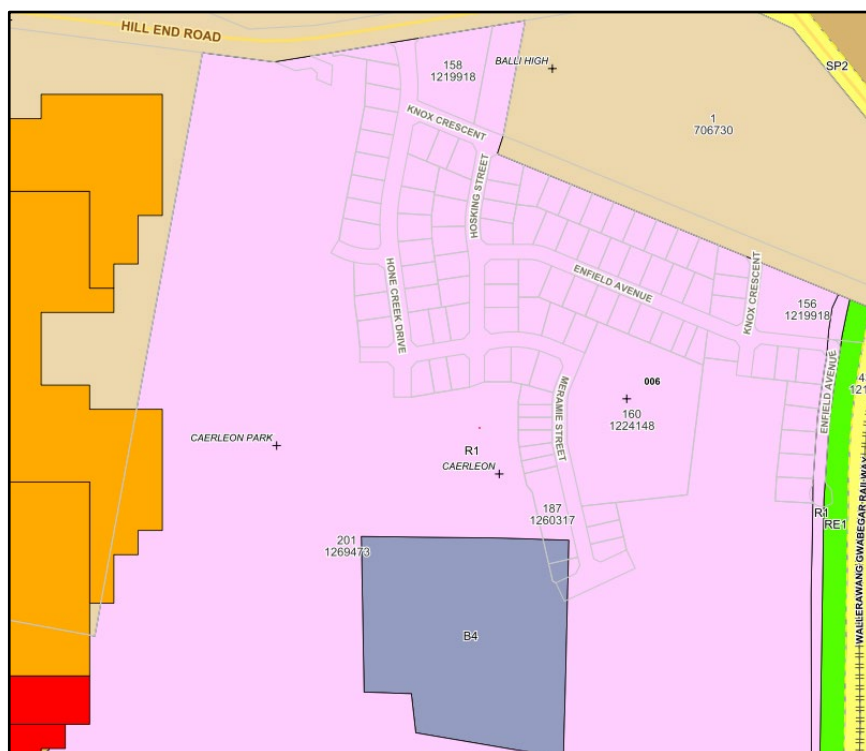 HILL END ROAD
158
1219918
BALLI HIGH
SP2
1
706730
KNOX CRESCENT
HOSKING STREET
HONE CREEK DRIVE
ENFIELD AVENUE
KNOX CRESCENT
156
1219918
ENFIELD AVENUE
4
121
006
160
1224148
MERAMIE STREET
CAERLEON PARK
R1
CAERLEON
187
1260317
R1
RE1
WALLERAWANG GWABEGAR RAILWAY
201
1269473
B4